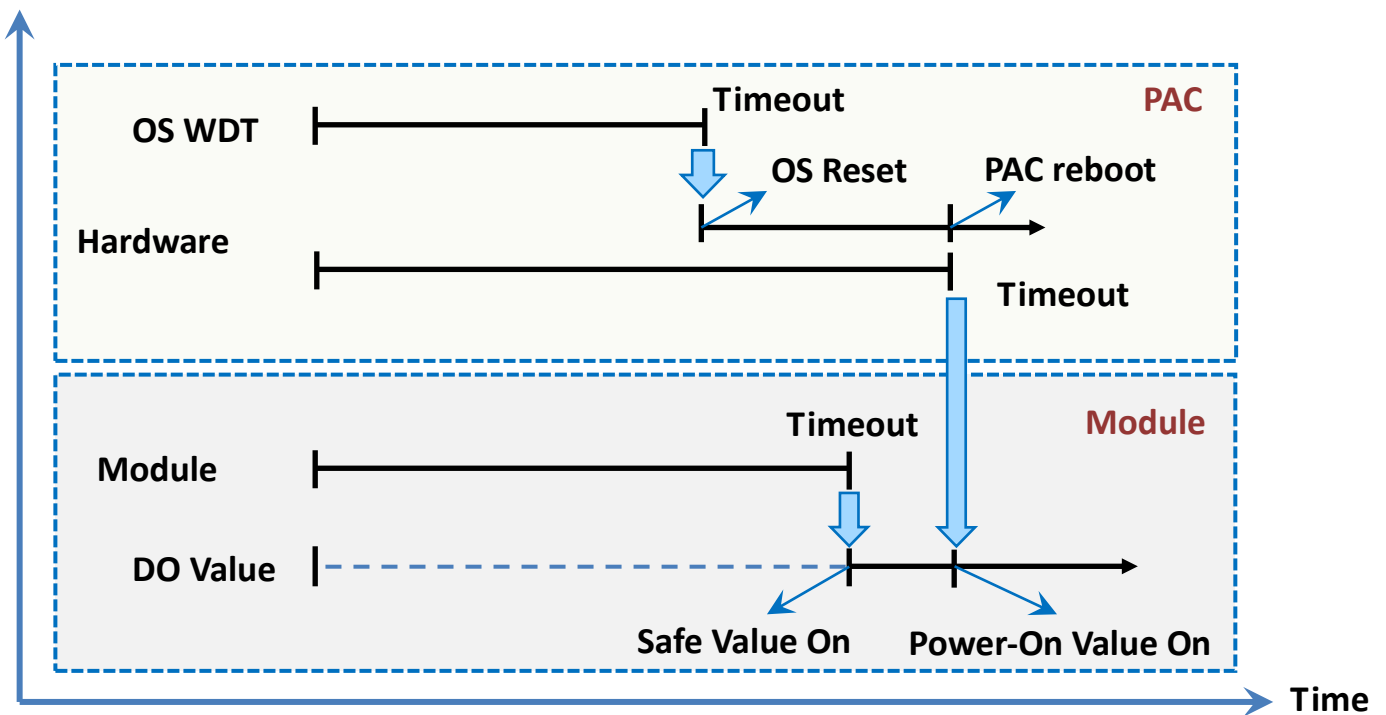 PAC
Timeout
OS WDT
OS Reset
PAC reboot
Hardware
Timeout
Module
Timeout
Module
DO Value
Safe Value On
Power-On Value On
Time